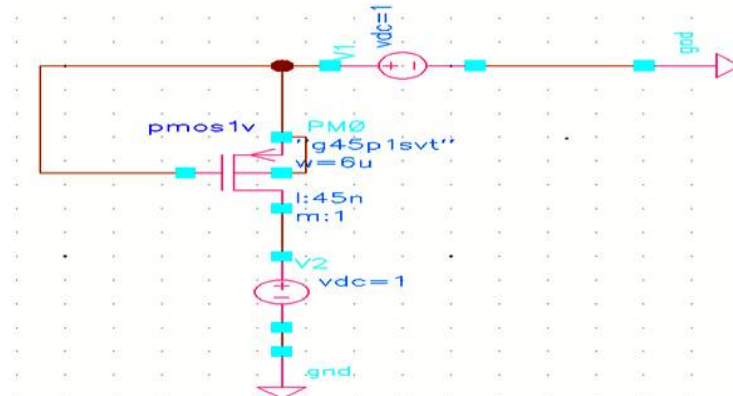 vdc=1
V1
gnd
pmos1v
PM0
"g45p1svt"
w=6u
l:45n
m:1
V2
vdc=1
gnd